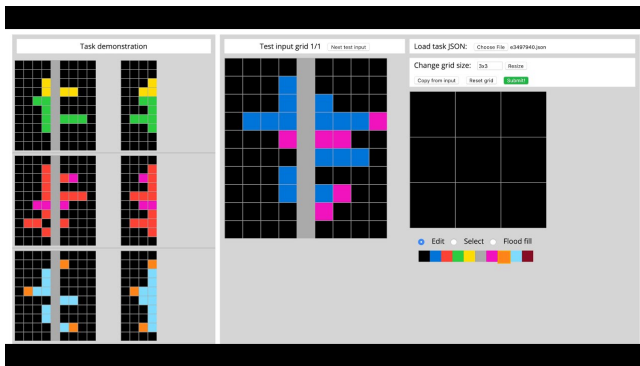 Task demonstration
Test input grid 1/1 Next test input
Load task JSON: Choose File e3497940.json
Change grid size: 3x3 Resize
Copy from input Reset grid Submit!
Edit Select Flood fill